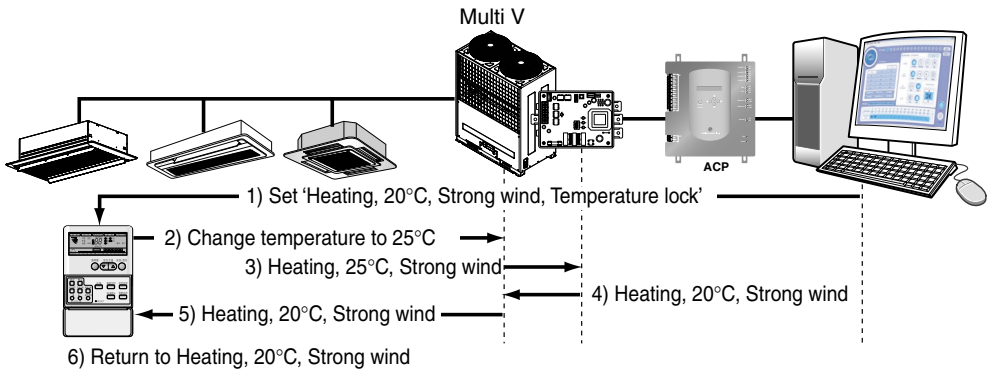 Multi V
ACP
1) Set ‘Heating, 20°C, Strong wind, Temperature lock’
2) Change temperature to 25°C
3) Heating, 25°C, Strong wind
4) Heating, 20°C, Strong wind
5) Heating, 20°C, Strong wind
6) Return to Heating, 20°C, Strong wind